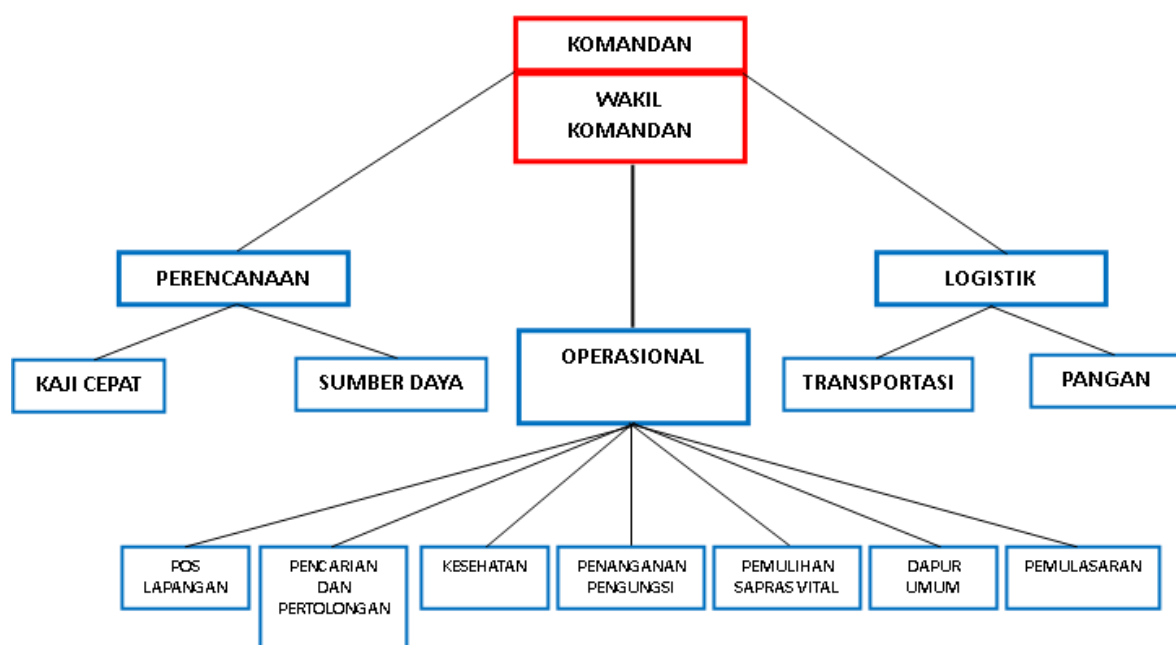 KOMANDAN
WAKIL
KOMANDAN
PERENCANAAN
LOGISTIK
OPERASIONAL
KAJI CEPAT
SUMBER DAYA
TRANSPORTASI
PANGAN
POS
LAPANGAN
PENCARIAN
DAN
PERTOLONGAN
KESEHATAN
PENANGANAN
PENGUNGSI
PEMULIHAN
SAPRAS VITAL
DAPUR
UMUM
PEMULASARAN